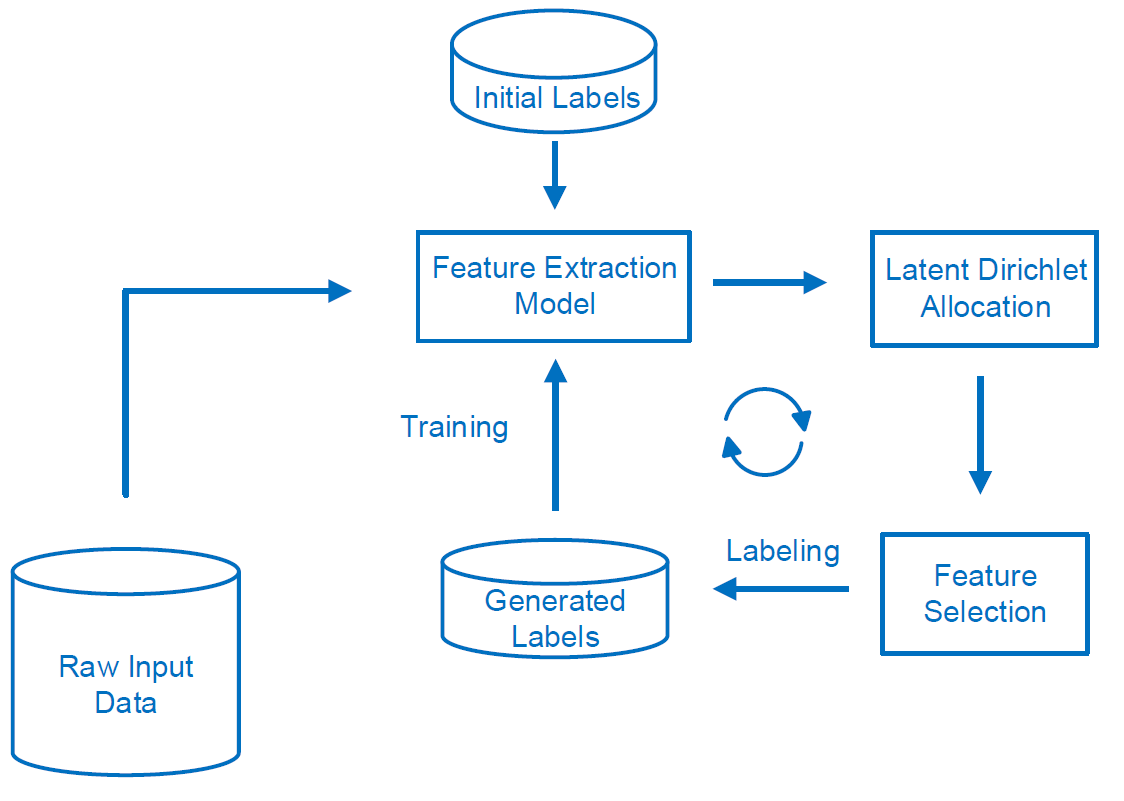 Initial Labels
Feature Extraction
Model
Latent Dirichlet
Allocation
Training
Labeling
Feature
Selection
Generated
Labels
Raw Input
Data